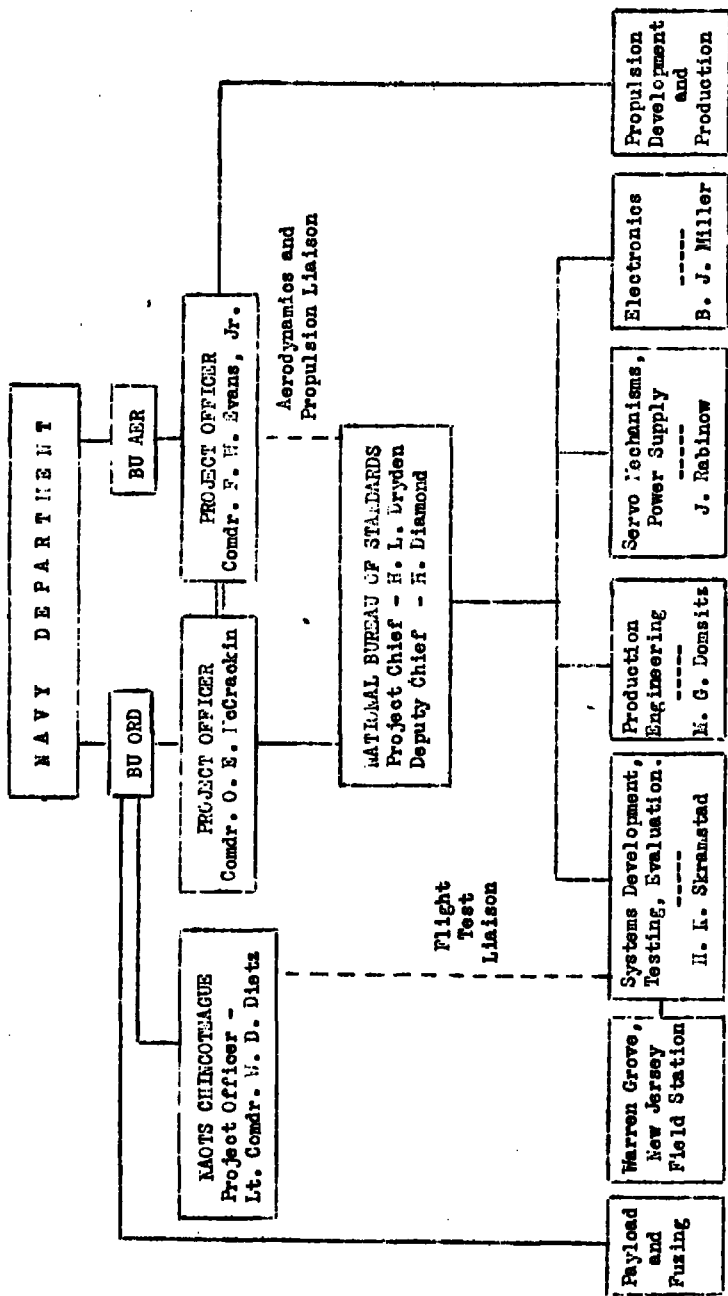 NAVY DEPARTMENT
BU ORD
BU AER
NAOTS CHINCOTEAGUE
Project Officer -
Lt. Comdr. W. D. Dietz
PROJECT OFFICER
Comdr. O. E. McCrackin
PROJECT OFFICER
Comdr. F. W. Evans, Jr.
Aerodynamics and
Propulsion Liaison
NATIONAL BUREAU OF STANDARDS
Project Chief - H. L. Dryden
Deputy Chief - H. Diamond
Flight
Test
Liaison
Payload
and
Fuzing
Warren Grove,
New Jersey
Field Station
Systems Development,
Testing, Evaluation.
-----
H. K. Skramstad
Production
Engineering
-----
M. G. Domsitz
Servo Mechanisms,
Power Supply
-----
J. Rabinow
Electronics
-----
B. J. Miller
Propulsion
Development
and
Production